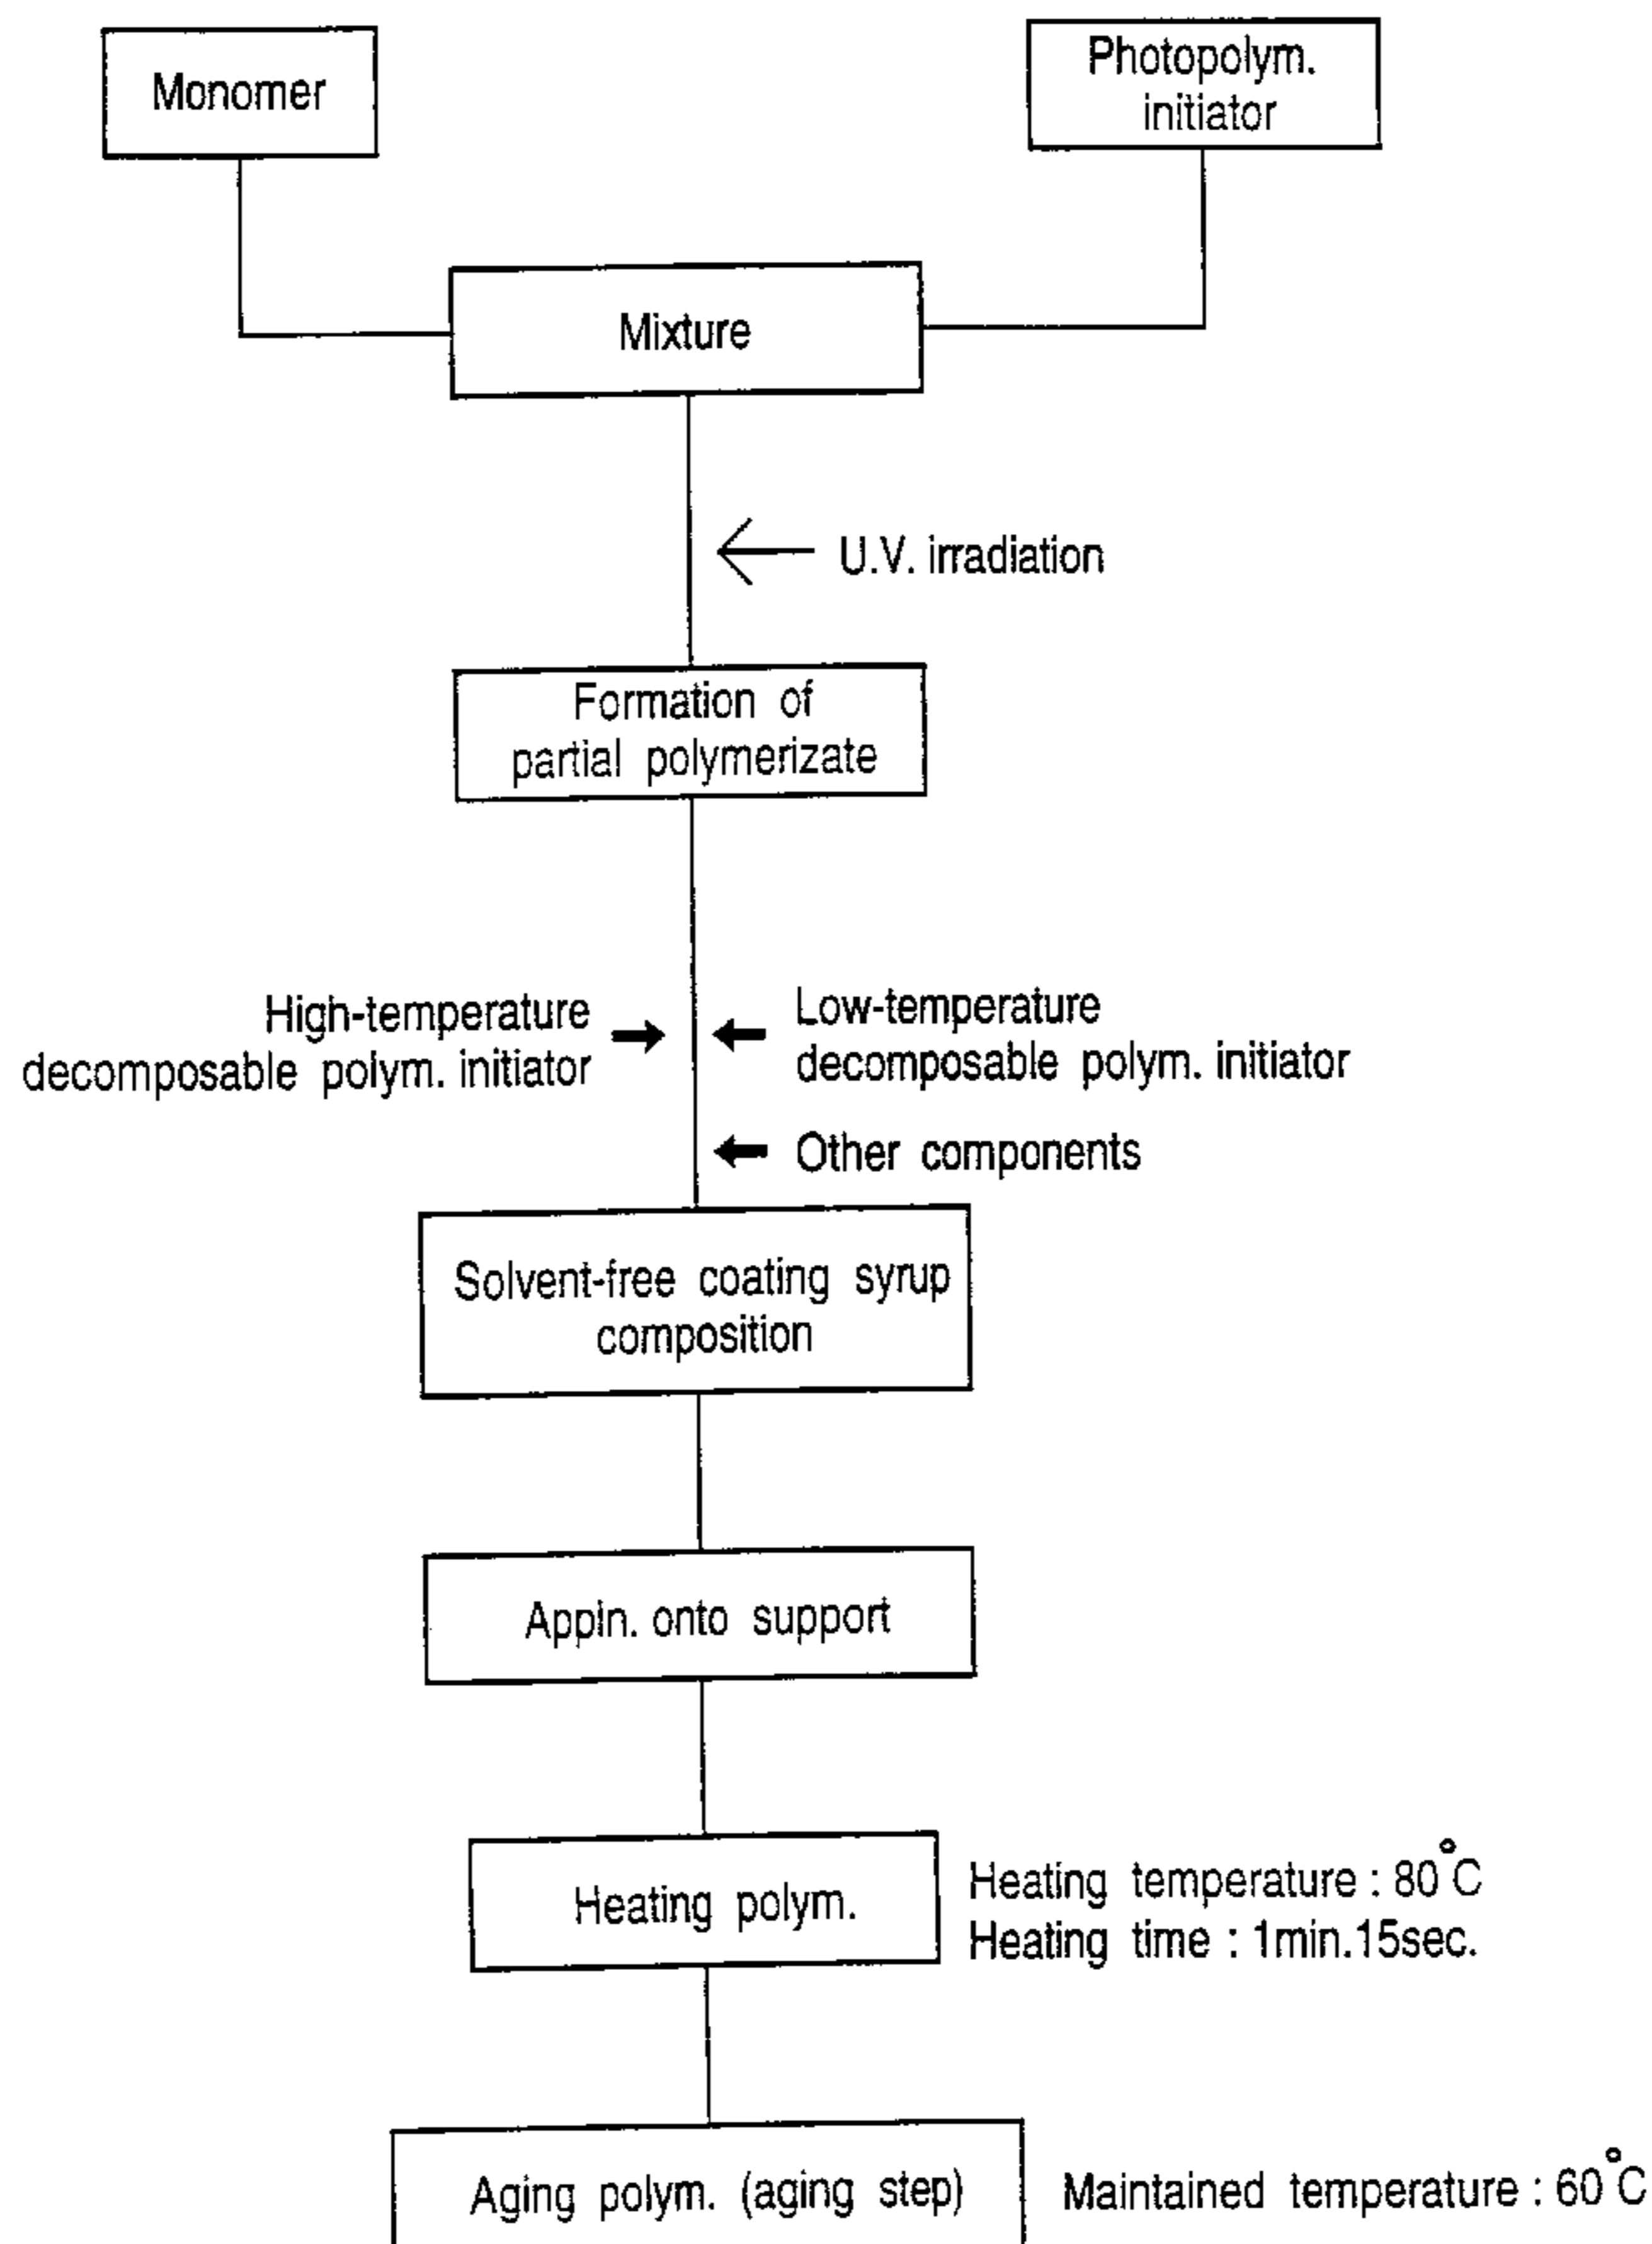 Monomer
Photopolym.
initiator
Mixture
U.V. irradiation
Formation of
partial polymerizate
High-temperature
decomposable polym. initiator
Low-temperature
decomposable polym. initiator
Other components
Solvent-free coating syrup
composition
Appln. onto support
Heating polym.
Heating temperature : 80°C
Heating time : 1min.15sec.
Aging polym. (aging step)
Maintained temperature : 60°C